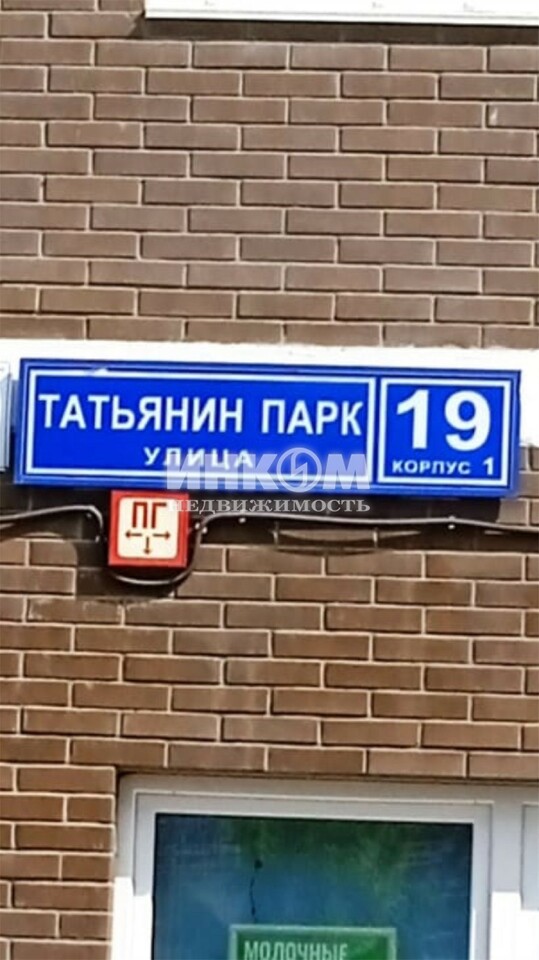 ТАТЬЯНИН ПАРК
УЛИЦА
19
КОРПУС 1
ИНКОМ
НЕДВИЖИМОСТЬ
ПГ
МОЛОЧНЫЕ